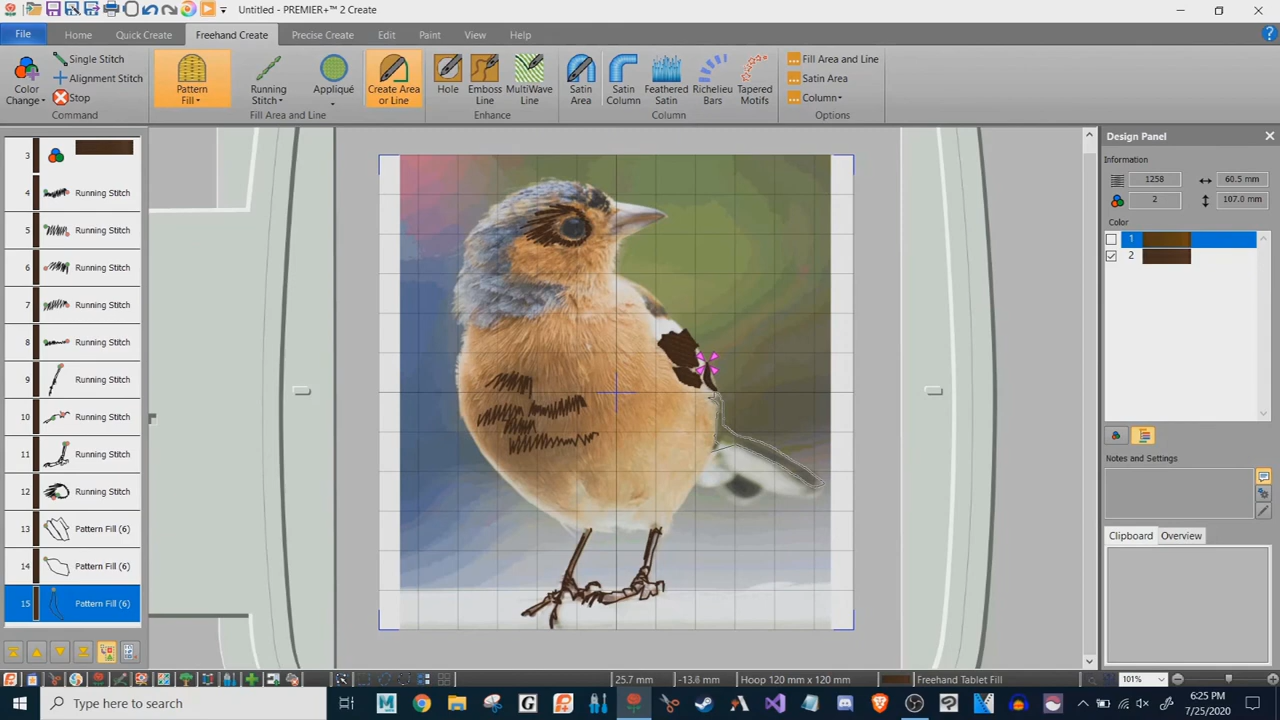 Untitled - PREMIER+™ 2 Create
File Home Quick Create Freehand Create Precise Create Edit Paint View Help
Color Change
Single Stitch
Alignment Stitch
Stop
Command
Pattern Fill
Running Stitch
Appliqué
Create Area or Line
Fill Area and Line
Hole
Emboss Line
MultiWave Line
Enhance
Satin Area
Satin Column
Feathered Satin
Richelieu Bars
Tapered Motifs
Column
Fill Area and Line
Satin Area
Column
Options
3
4 Running Stitch
5 Running Stitch
6 Running Stitch
7 Running Stitch
8 Running Stitch
9 Running Stitch
10 Running Stitch
11 Running Stitch
12 Running Stitch
13 Pattern Fill (6)
14 Pattern Fill (6)
15 Pattern Fill (6)
Design Panel
Information
1258 60.5 mm
2 107.0 mm
Color
1
2
Notes and Settings
Clipboard Overview
25.7 mm -13.6 mm Hoop 120 mm x 120 mm Freehand Tablet Fill 101%
Type here to search
6:25 PM
7/25/2020